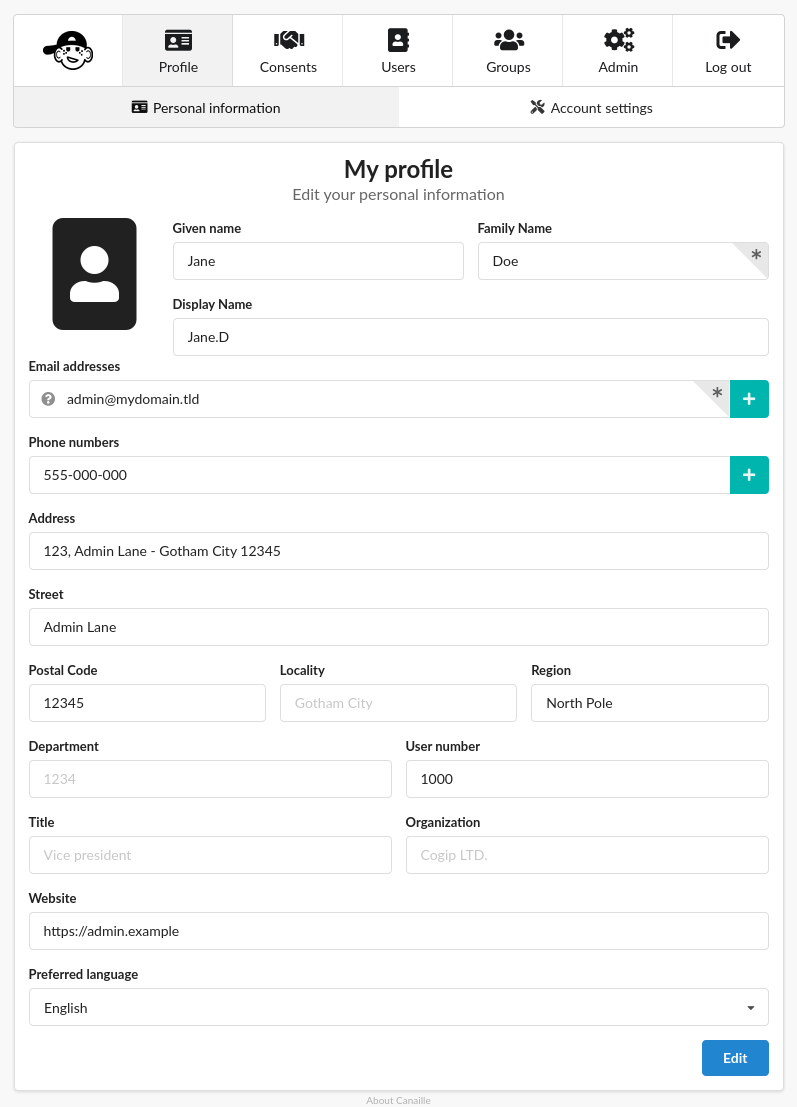 Profile
Consents
Users
Groups
Admin
Log out
Personal information
Account settings
My profile
Edit your personal information
Given name
Family Name
Jane
Doe
Display Name
Jane.D
Email addresses
admin@mydomain.tld
Phone numbers
555-000-000
Address
123, Admin Lane - Gotham City 12345
Street
Admin Lane
Postal Code
Locality
Region
12345
Gotham City
North Pole
Department
User number
1234
1000
Title
Organization
Vice president
Cogip LTD.
Website
https://admin.example
Preferred language
English
Edit
About Canaille